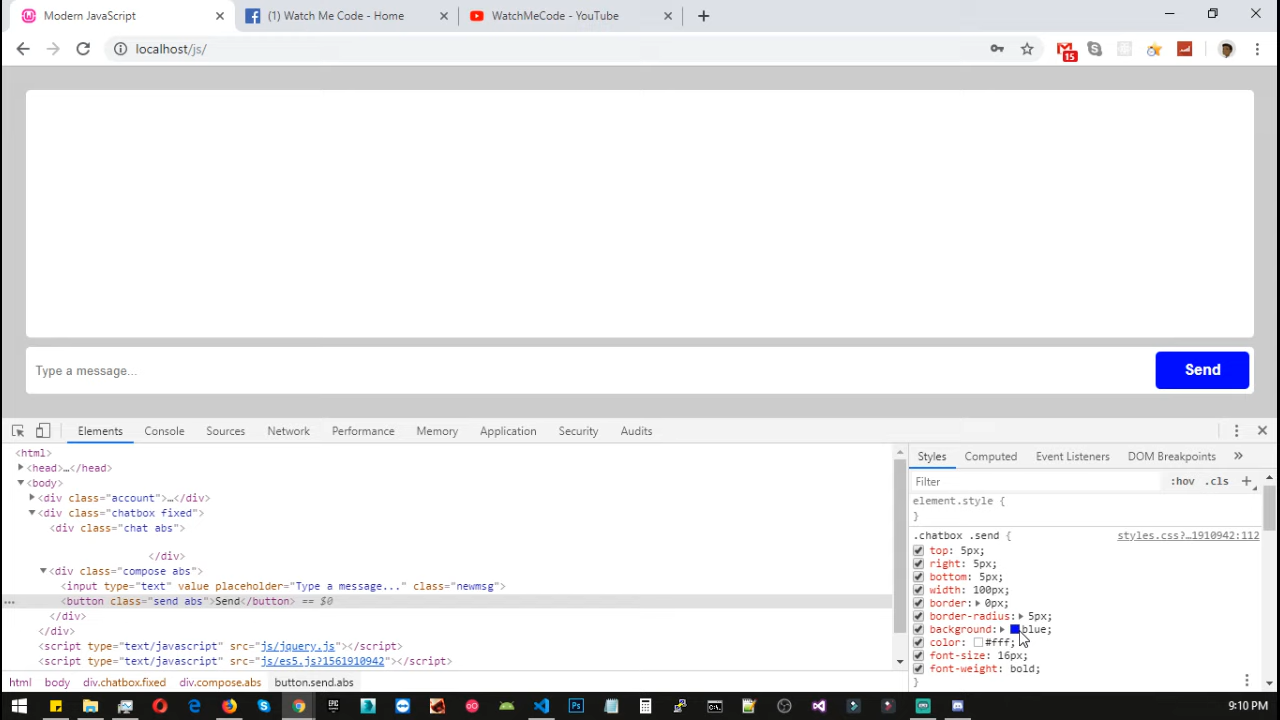 Modern JavaScript
(1) Watch Me Code - Home
WatchMeCode - YouTube
localhost/js/
15
Type a message...
Send
Elements Console Sources Network Performance Memory Application Security Audits
<html>
<head>…</head>
<body>
<div class="account">…</div>
<div class="chatbox fixed">
<div class="chat abs">
</div>
<div class="compose abs">
<input type="text" value placeholder="Type a message..." class="newmsg">
<button class="send abs">Send</button> == $0
</div>
</div>
<script type="text/javascript" src="js/jquery.js"></script>
<script type="text/javascript" src="js/es5.js?1561910942"></script>
html body div.chatbox.fixed div.compose.abs button.send.abs
Styles Computed Event Listeners DOM Breakpoints »
Filter :hov .cls +
element.style {
}
.chatbox .send { styles.css?…1910942:112
top: 5px;
right: 5px;
bottom: 5px;
width: 100px;
border: 0px;
border-radius: 5px;
background: blue;
color: #fff;
font-size: 16px;
font-weight: bold;
}
9:10 PM